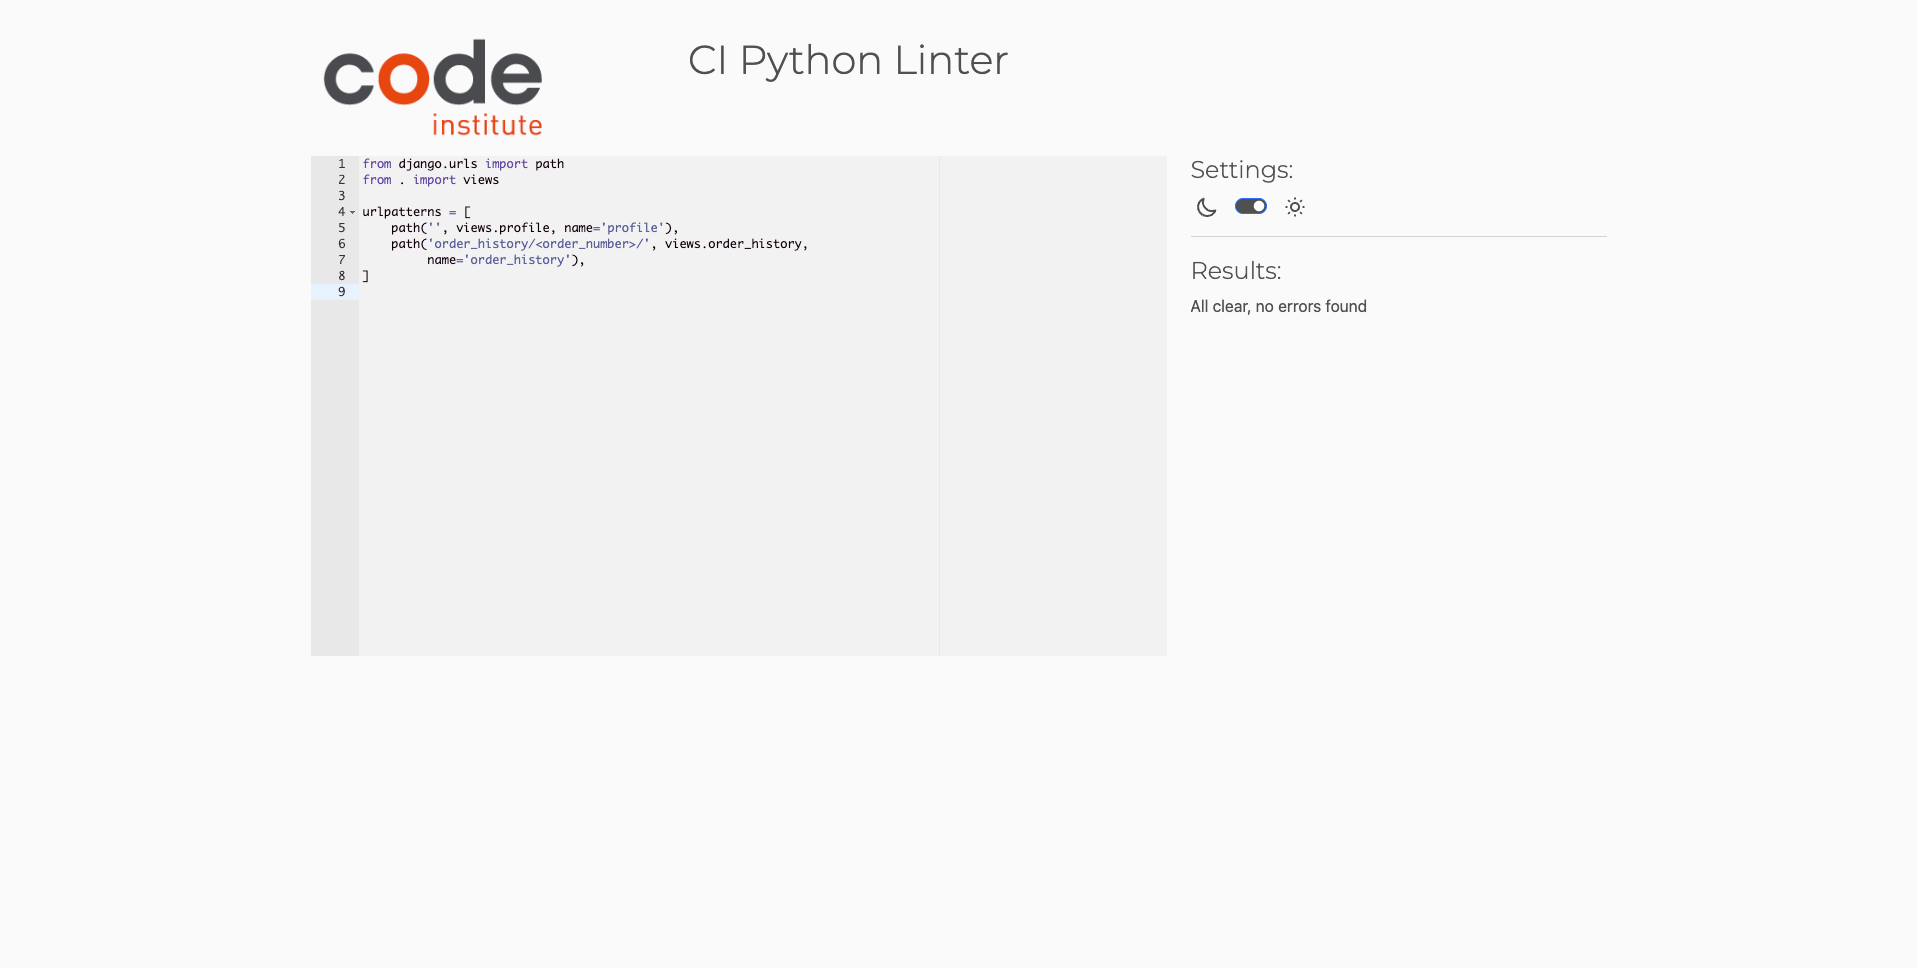 code
institute
CI Python Linter
1 from django.urls import path
2 from . import views
3
4 urlpatterns = [
5     path('', views.profile, name='profile'),
6     path('order_history/<order_number>/', views.order_history,
7          name='order_history'),
8 ]
9
Settings:
Results:
All clear, no errors found